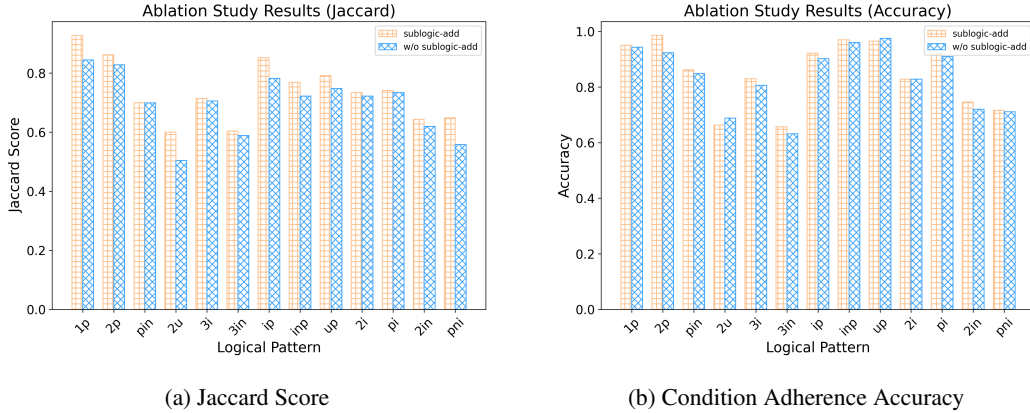 Ablation Study Results (Jaccard)
sublogic-add
w/o sublogic-add
0.8
0.6
0.4
0.2
0.0
Jaccard Score
1p
2p
pin
2u
3i
3in
ip
inp
up
2i
pi
2in
pni
Logical Pattern
(a) Jaccard Score
Ablation Study Results (Accuracy)
sublogic-add
w/o sublogic-add
1.0
0.8
0.6
0.4
0.2
0.0
Accuracy
1p
2p
pin
2u
3i
3in
ip
inp
up
2i
pi
2in
pni
Logical Pattern
(b) Condition Adherence Accuracy